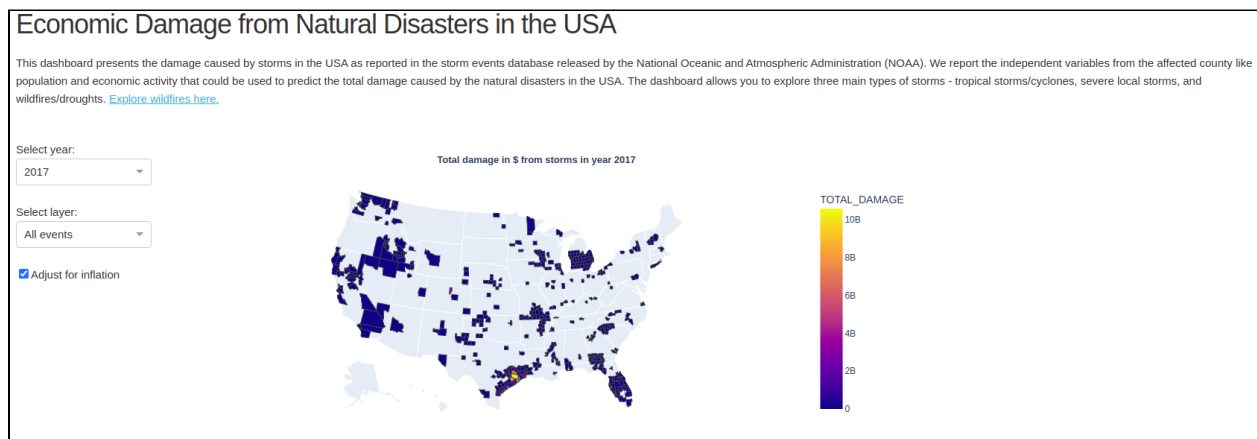 Economic Damage from Natural Disasters in the USA
This dashboard presents the damage caused by storms in the USA as reported in the storm events database released by the National Oceanic and Atmospheric Administration (NOAA). We report the independent variables from the affected county like
population and economic activity that could be used to predict the total damage caused by the natural disasters in the USA. The dashboard allows you to explore three main types of storms - tropical storms/cyclones, severe local storms, and
wildfires/droughts. Explore wildfires here.
Select year:
2017
Select layer:
All events
Adjust for inflation
Total damage in $ from storms in year 2017
TOTAL_DAMAGE
10B
8B
6B
4B
2B
0